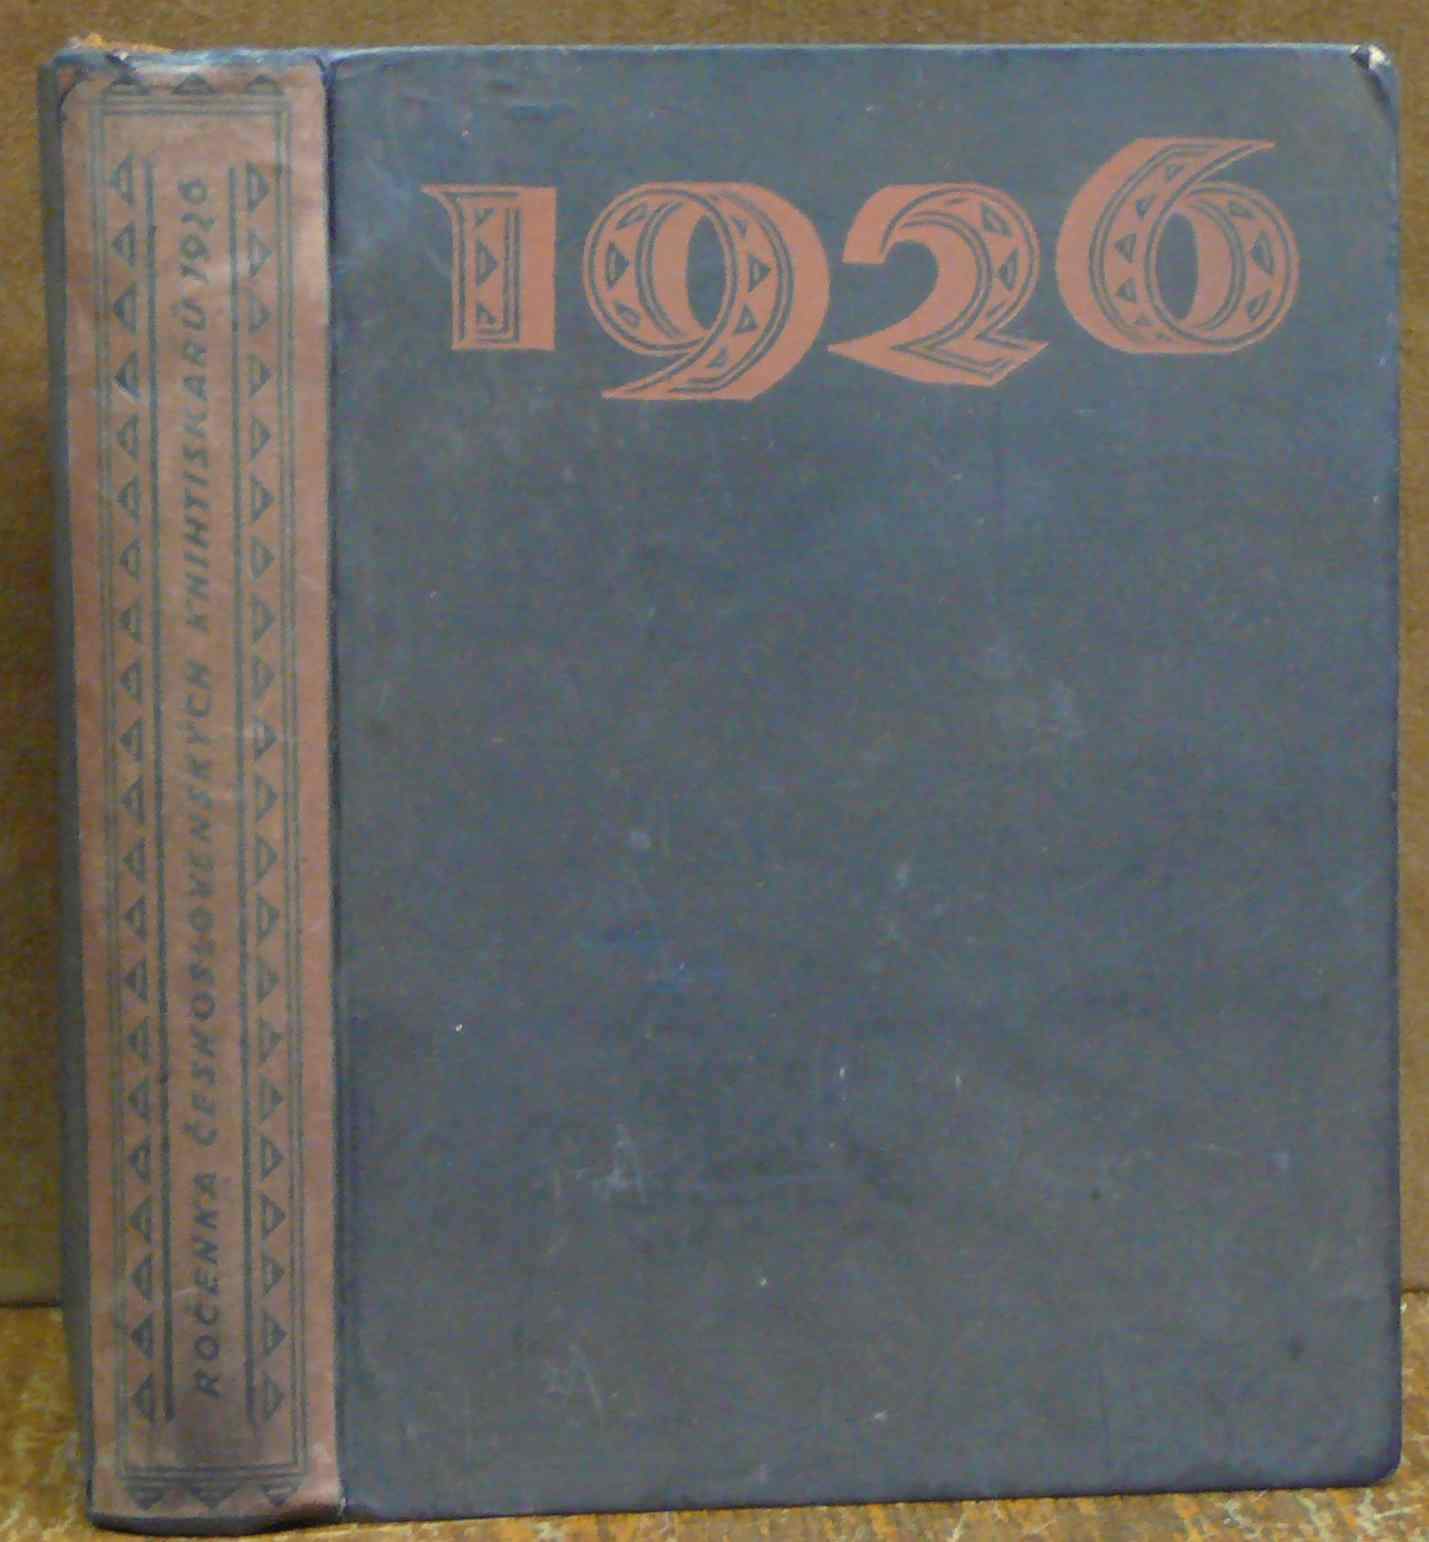 1926
ROČENKA ČESKOSLOVENSKÝCH KNIHTISKAŘŮ 1926